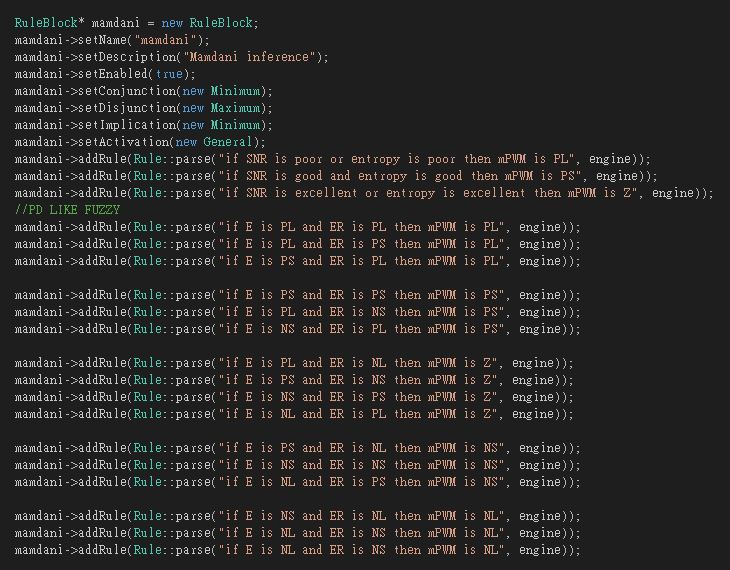 RuleBlock* mamdani = new RuleBlock;
mamdani->setName("mamdani");
mamdani->setDescription("Mamdani inference");
mamdani->setEnabled(true);
mamdani->setConjunction(new Minimum);
mamdani->setDisjunction(new Maximum);
mamdani->setImplication(new Minimum);
mamdani->setActivation(new General);
mamdani->addRule(Rule::parse("if SNR is poor or entropy is poor then mPWM is PL", engine));
mamdani->addRule(Rule::parse("if SNR is good and entropy is good then mPWM is PS", engine));
mamdani->addRule(Rule::parse("if SNR is excellent or entropy is excellent then mPWM is Z", engine));
//PD LIKE FUZZY
mamdani->addRule(Rule::parse("if E is PL and ER is PL then mPWM is PL", engine));
mamdani->addRule(Rule::parse("if E is PL and ER is PS then mPWM is PL", engine));
mamdani->addRule(Rule::parse("if E is PS and ER is PL then mPWM is PL", engine));
mamdani->addRule(Rule::parse("if E is PS and ER is PS then mPWM is PS", engine));
mamdani->addRule(Rule::parse("if E is PL and ER is NS then mPWM is PS", engine));
mamdani->addRule(Rule::parse("if E is NS and ER is PL then mPWM is PS", engine));
mamdani->addRule(Rule::parse("if E is PL and ER is NL then mPWM is Z", engine));
mamdani->addRule(Rule::parse("if E is PS and ER is NS then mPWM is Z", engine));
mamdani->addRule(Rule::parse("if E is NS and ER is PS then mPWM is Z", engine));
mamdani->addRule(Rule::parse("if E is NL and ER is PL then mPWM is Z", engine));
mamdani->addRule(Rule::parse("if E is PS and ER is NL then mPWM is NS", engine));
mamdani->addRule(Rule::parse("if E is NS and ER is NS then mPWM is NS", engine));
mamdani->addRule(Rule::parse("if E is NL and ER is PS then mPWM is NS", engine));
mamdani->addRule(Rule::parse("if E is NS and ER is NL then mPWM is NL", engine));
mamdani->addRule(Rule::parse("if E is NL and ER is NS then mPWM is NL", engine));
mamdani->addRule(Rule::parse("if E is NL and ER is NS then mPWM is NL", engine));